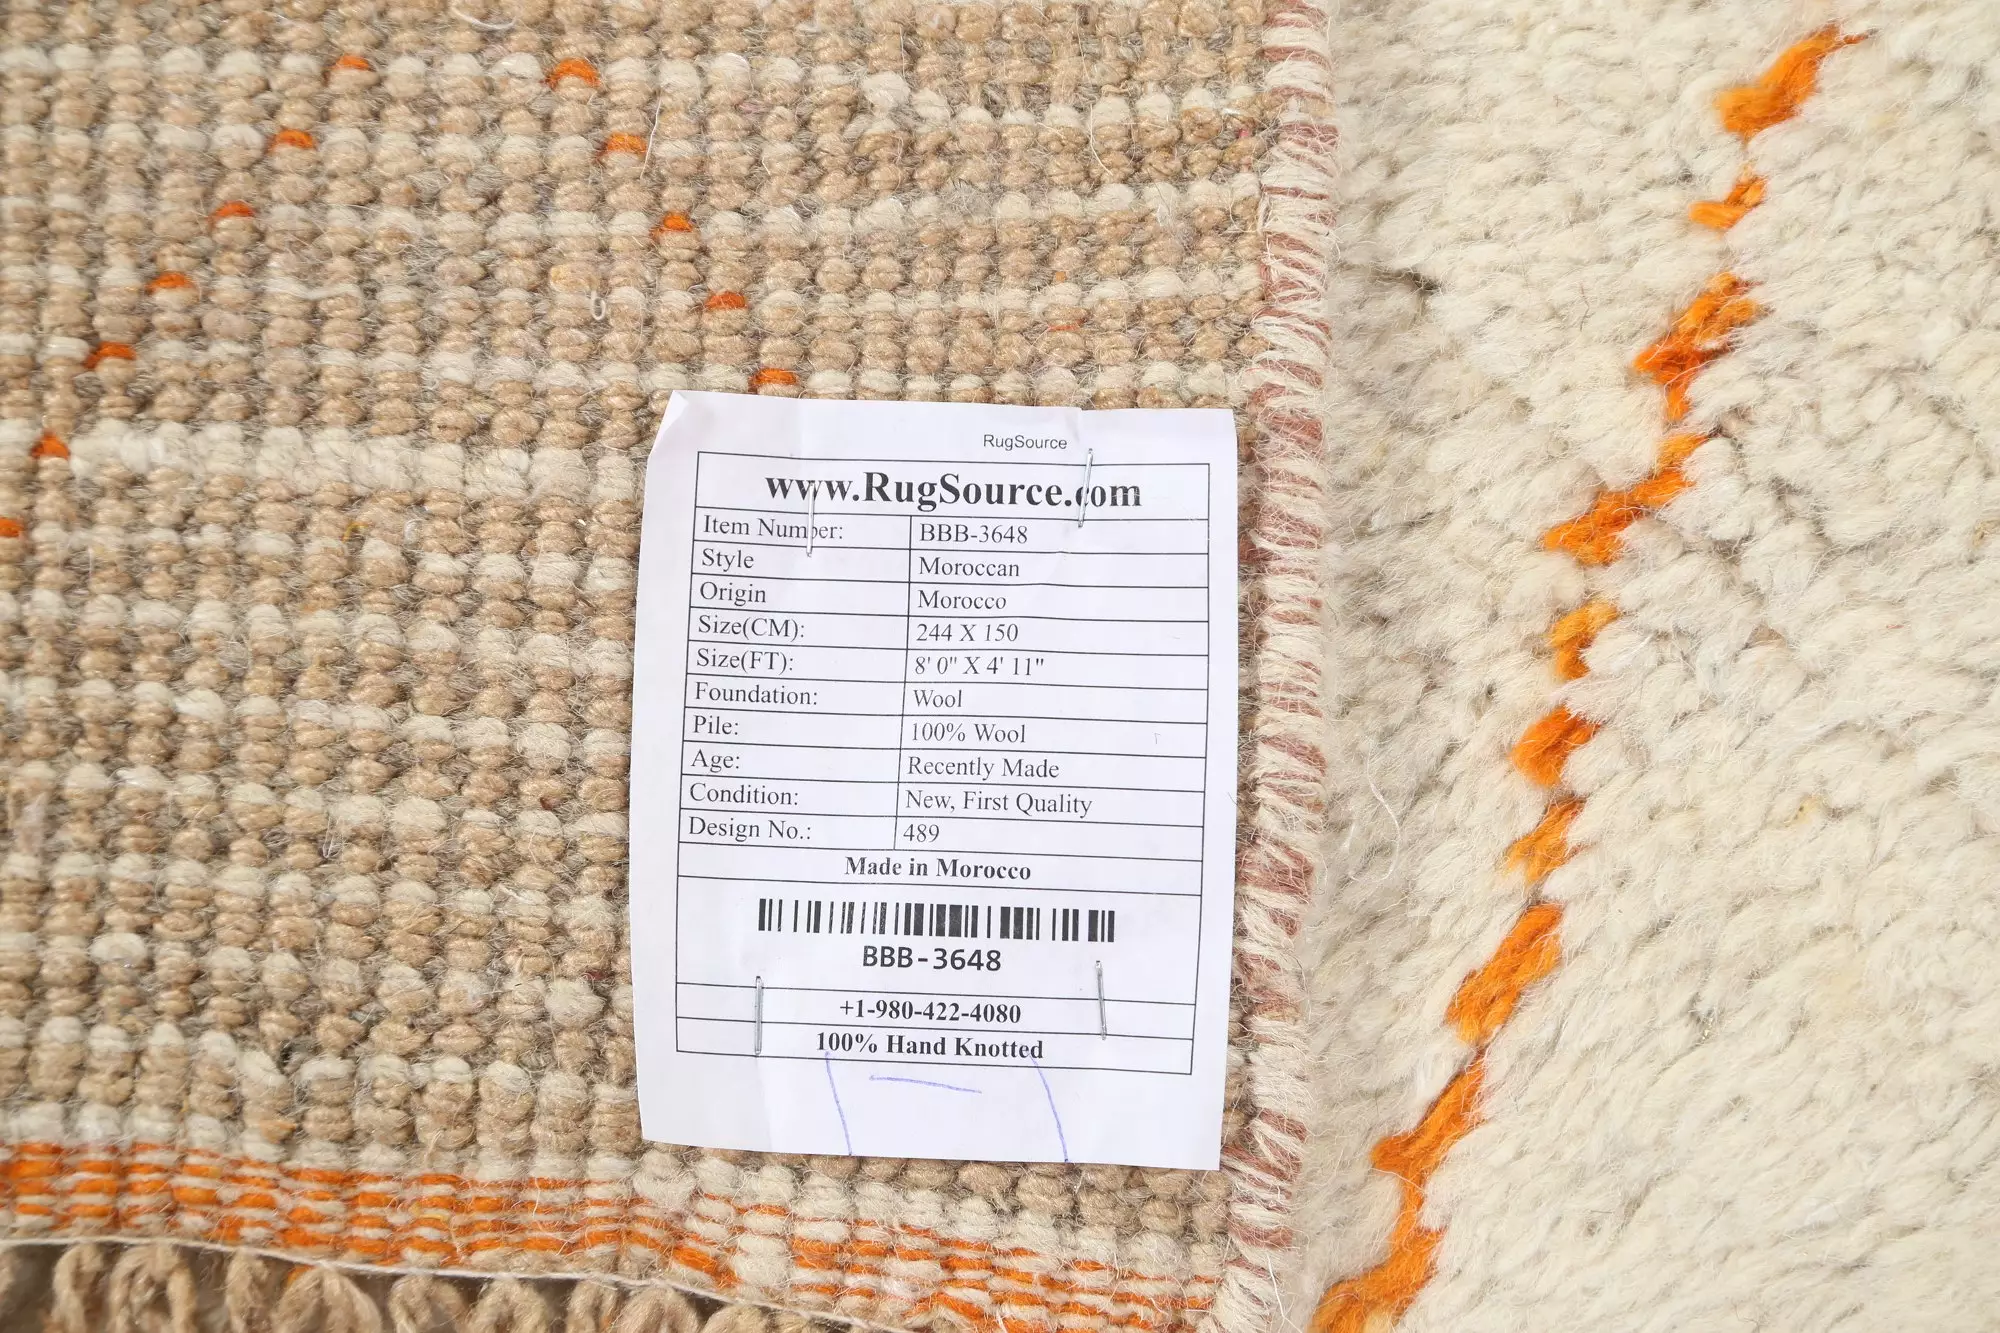 RugSource
www.RugSource.com
Item Number: BBB-3648
Style Moroccan
Origin Morocco
Size(CM): 244 X 150
Size(FT): 8' 0" X 4' 11"
Foundation: Wool
Pile: 100% Wool
Age: Recently Made
Condition: New, First Quality
Design No.: 489
Made in Morocco
BBB-3648
+1-980-422-4080
100% Hand Knotted